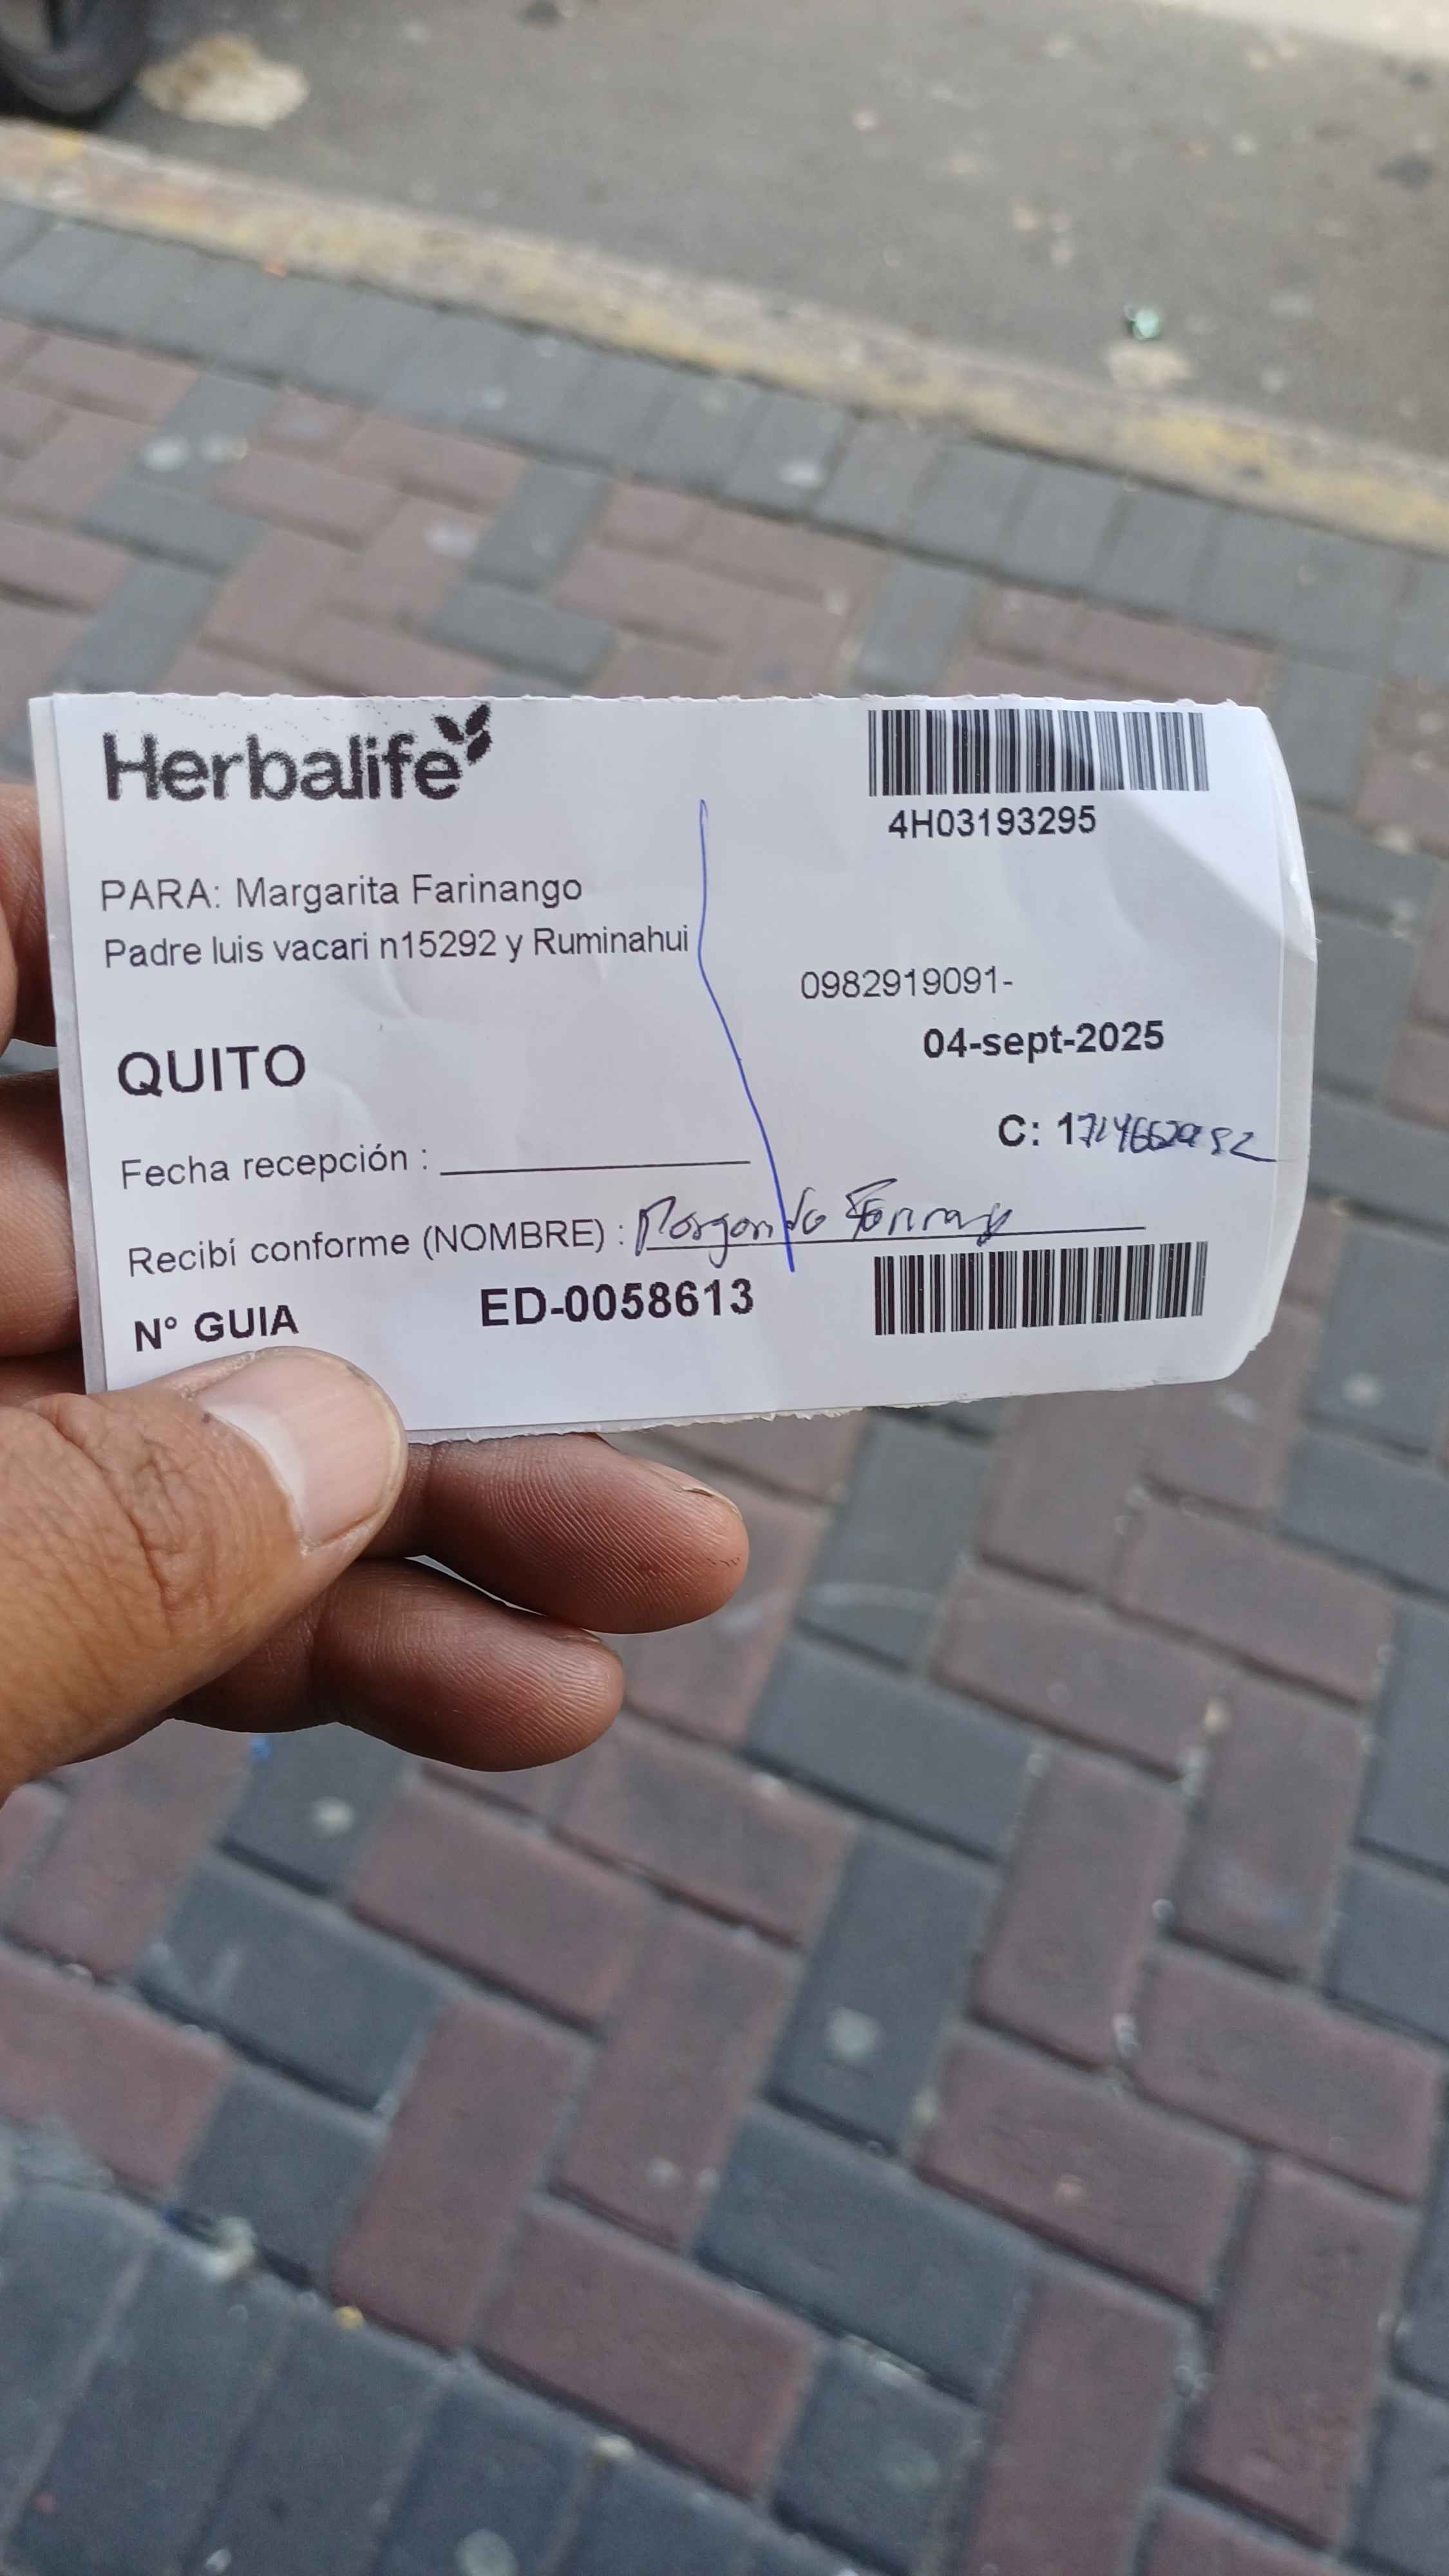 Herbalife
4H03193295
PARA: Margarita Farinango
Padre luis vacari n15292 y Ruminahui
0982919091-
04-sept-2025
QUITO
C: 1
Fecha recepción :
Recibí conforme (NOMBRE) :
N° GUIA ED-0058613